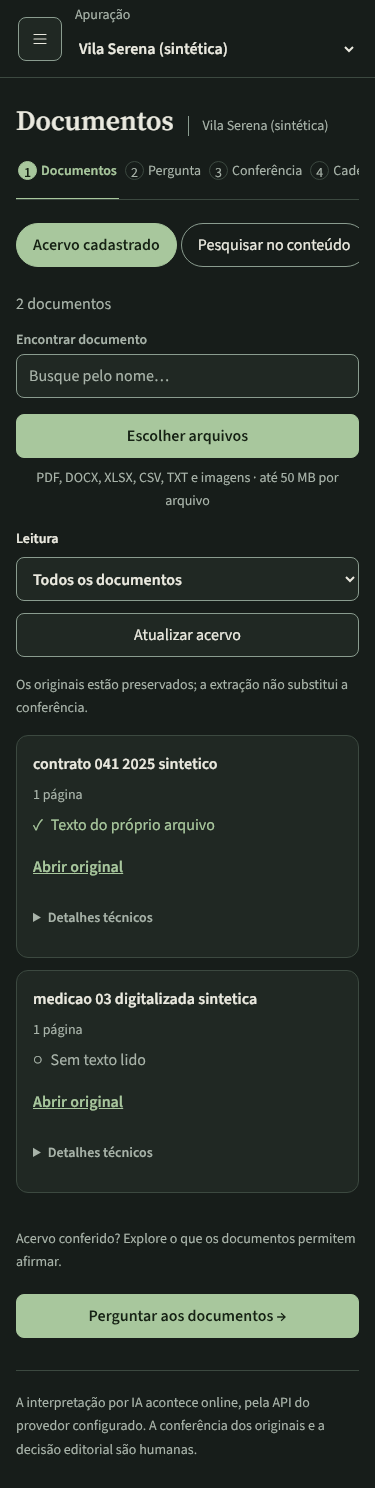 Apuração
Vila Serena (sintética)
Documentos
Vila Serena (sintética)
1 Documentos 2 Pergunta 3 Conferência 4 Cade
Acervo cadastrado
Pesquisar no conteúdo
2 documentos
Encontrar documento
Busque pelo nome…
Escolher arquivos
PDF, DOCX, XLSX, CSV, TXT e imagens · até 50 MB por
arquivo
Leitura
Todos os documentos
Atualizar acervo
Os originais estão preservados; a extração não substitui a
conferência.
contrato 041 2025 sintetico
1 página
✓ Texto do próprio arquivo
Abrir original
▶ Detalhes técnicos
medicao 03 digitalizada sintetica
1 página
○ Sem texto lido
Abrir original
▶ Detalhes técnicos
Acervo conferido? Explore o que os documentos permitem
afirmar.
Perguntar aos documentos →
A interpretação por IA acontece online, pela API do
provedor configurado. A conferência dos originais e a
decisão editorial são humanas.